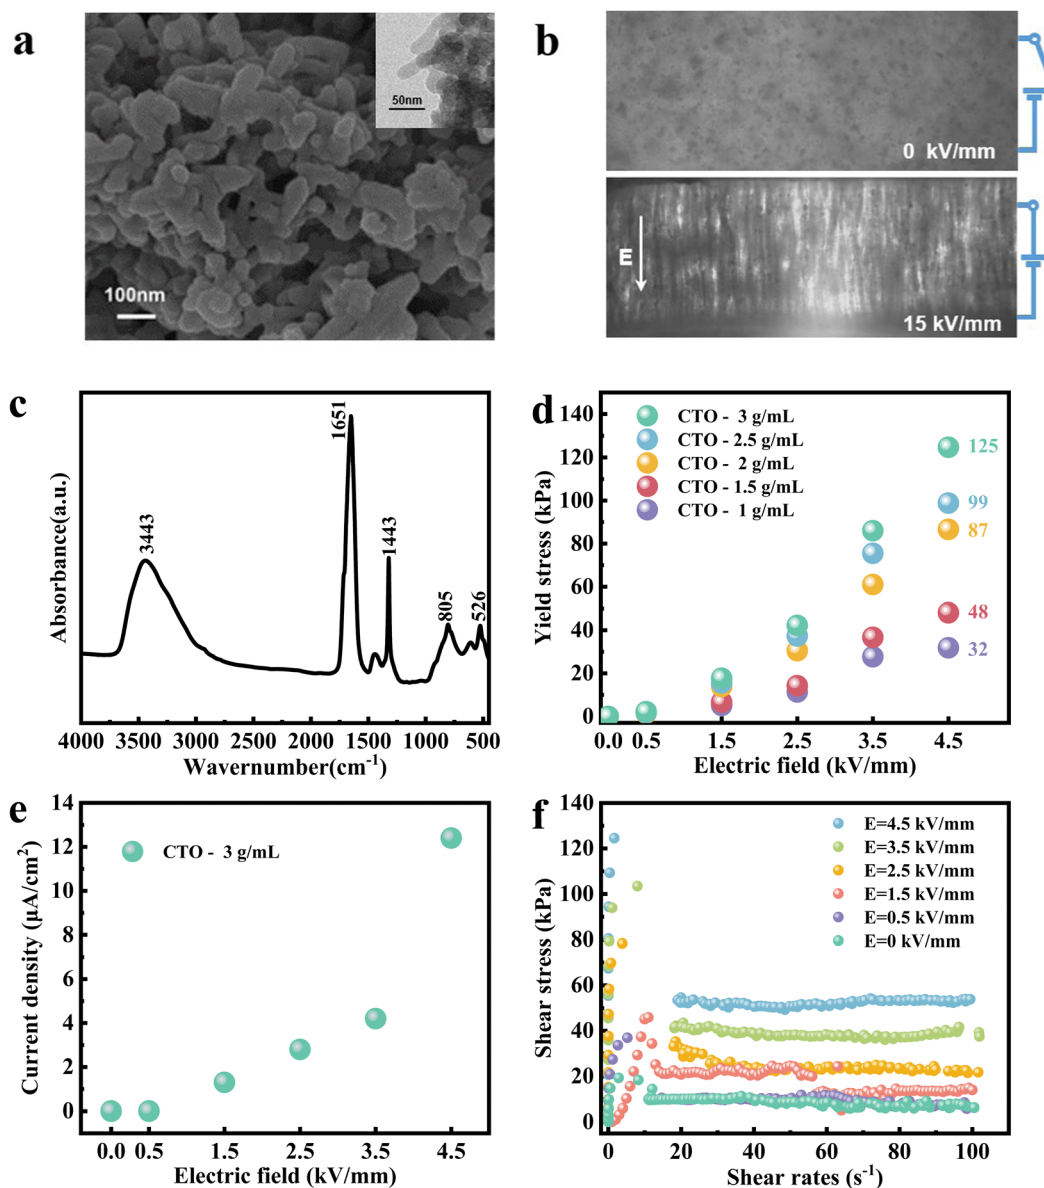 a
50nm
100nm
b
0 kV/mm
E
15 kV/mm
c
Absorbance(a.u.)
3443
1651
1443
805
526
4000 3500 3000 2500 2000 1500 1000 500
Wavernumber(cm⁻¹)
d
Yield stress (kPa)
140
120
100
80
60
40
20
0
CTO - 3 g/mL
CTO - 2.5 g/mL
CTO - 2 g/mL
CTO - 1.5 g/mL
CTO - 1 g/mL
125
99
87
48
32
0.0 0.5 1.5 2.5 3.5 4.5
Electric field (kV/mm)
e
Current density (μA/cm²)
14
12
10
8
6
4
2
0
CTO - 3 g/mL
0.0 0.5 1.5 2.5 3.5 4.5
Electric field (kV/mm)
f
Shear stress (kPa)
140
120
100
80
60
40
20
0
E=4.5 kV/mm
E=3.5 kV/mm
E=2.5 kV/mm
E=1.5 kV/mm
E=0.5 kV/mm
E=0 kV/mm
0 20 40 60 80 100
Shear rates (s⁻¹)